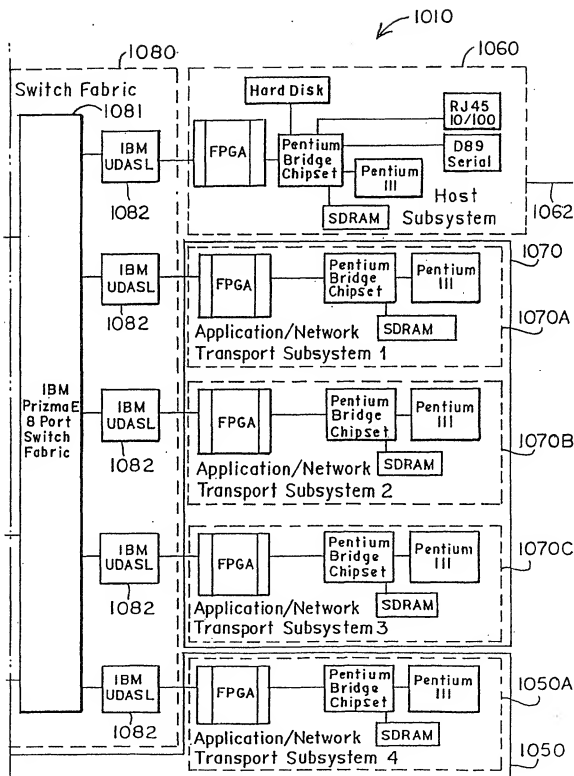 1010
1080
1060
Switch Fabric
1081
Hard Disk
RJ45
10/100
IBM
UDASL
FPGA
Pentium
Bridge
Chipset
D89
Serial
Pentium
III
1082
SDRAM
Host
Subsystem
1062
IBM
UDASL
FPGA
Pentium
Bridge
Chipset
Pentium
III
1070
1082
SDRAM
Application/Network
Transport Subsystem 1
1070A
IBM
PrizmaE
8 Port
Switch
Fabric
IBM
UDASL
FPGA
Pentium
Bridge
Chipset
Pentium
III
1070B
1082
SDRAM
Application/Network
Transport Subsystem 2
IBM
UDASL
FPGA
Pentium
Bridge
Chipset
Pentium
III
1070C
1082
SDRAM
Application/Network
Transport Subsystem 3
IBM
UDASL
FPGA
Pentium
Bridge
Chipset
Pentium
III
1050A
1082
SDRAM
Application/Network
Transport Subsystem 4
1050